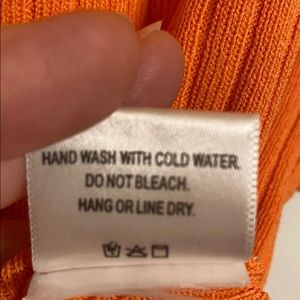 HAND WASH WITH COLD WATER.
DO NOT BLEACH.
HANG OR LINE DRY.